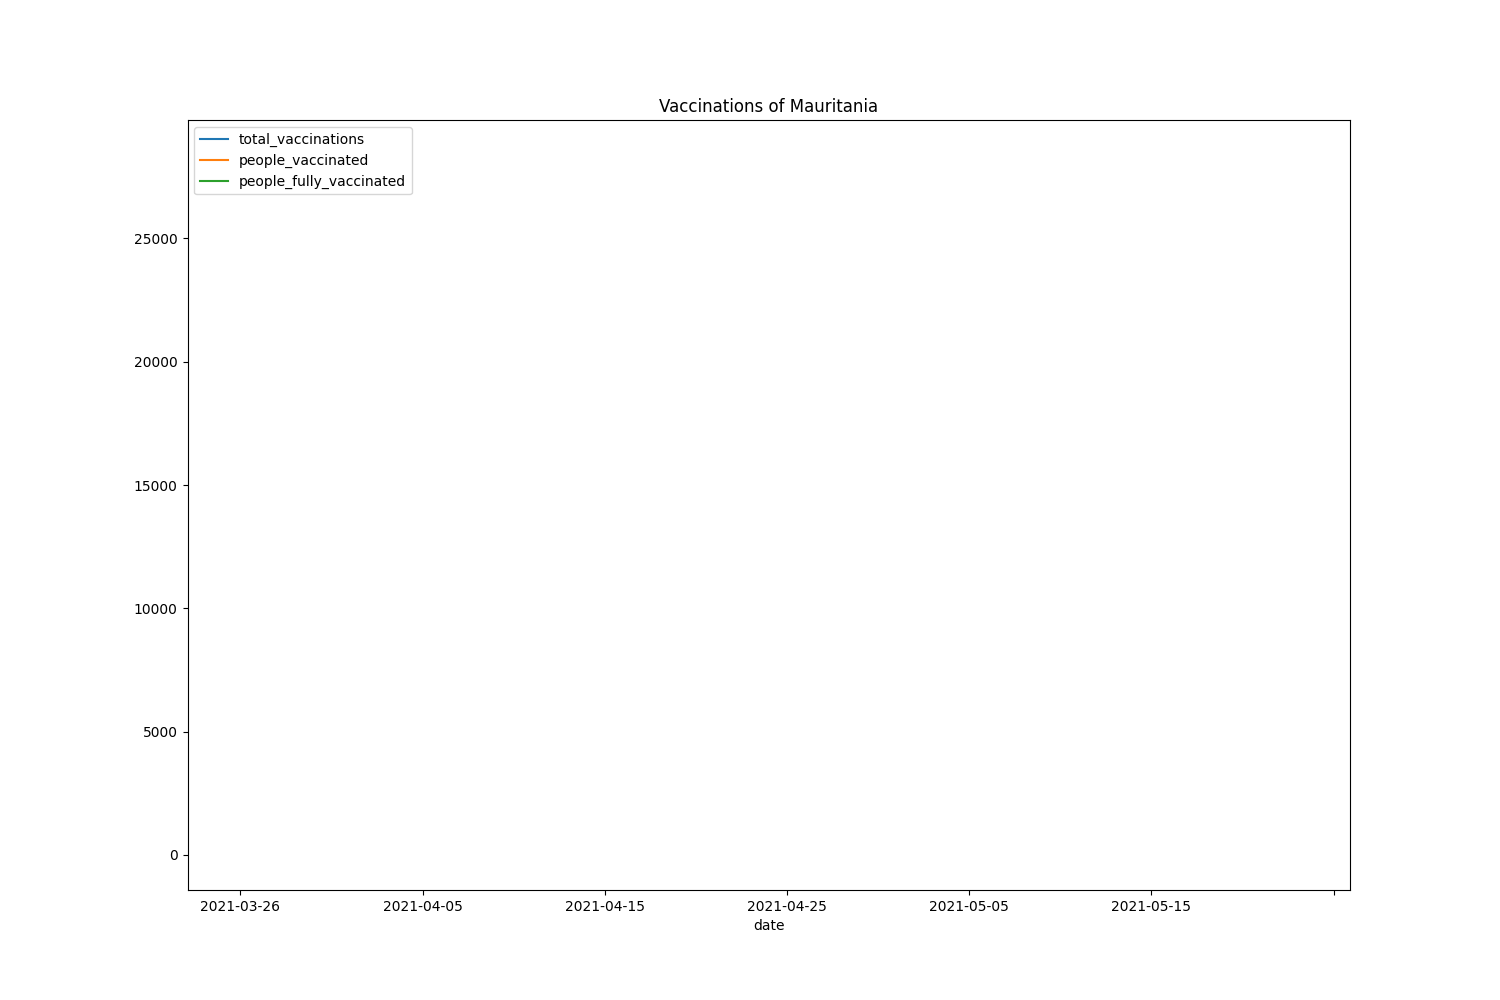 Vaccinations of Mauritania
total_vaccinations
people_vaccinated
people_fully_vaccinated
25000
20000
15000
10000
5000
0
2021-03-26 2021-04-05 2021-04-15 2021-04-25 2021-05-05 2021-05-15
date